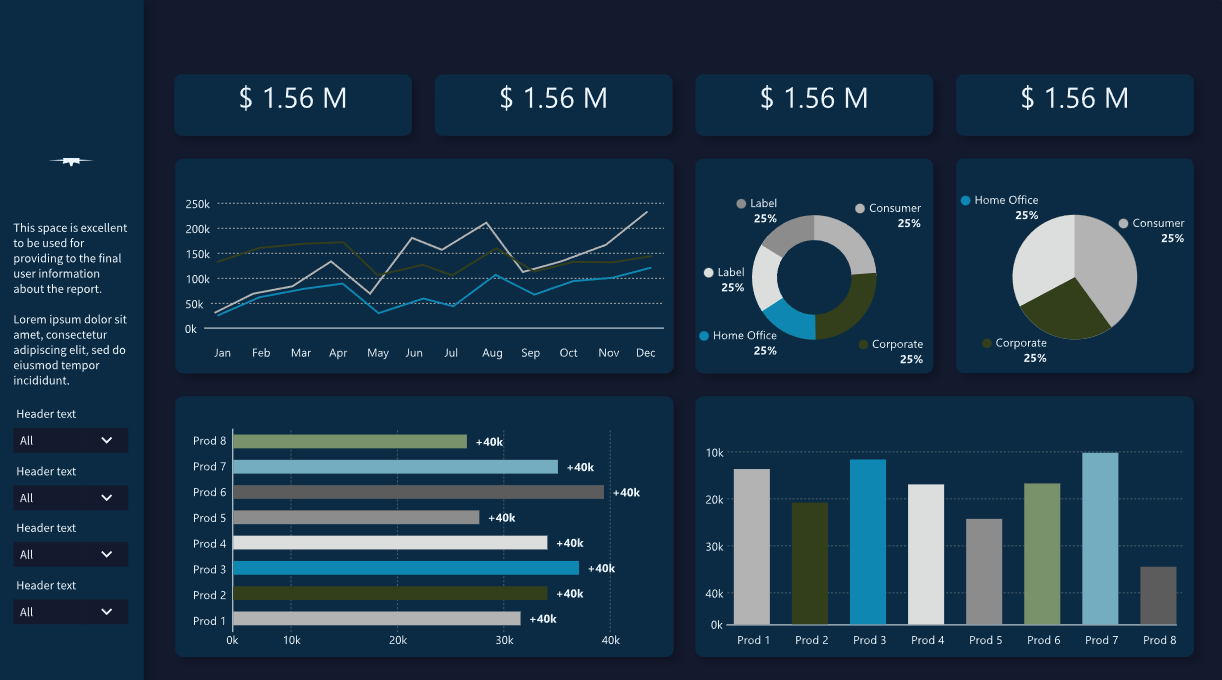 $ 1.56 M
$ 1.56 M
$ 1.56 M
$ 1.56 M
This space is excellent
to be used for
providing to the final
user information
about the report.
Lorem ipsum dolor sit
amet, consectetur
adipiscing elit, sed do
eiusmod tempor
incididunt.
Header text
All
Header text
All
Header text
All
Header text
All
250k
200k
150k
100k
50k
0k
Jan Feb Mar Apr May Jun Jul Aug Sep Oct Nov Dec
Label
25%
Consumer
25%
Label
25%
Home Office
25%
Corporate
25%
Home Office
25%
Consumer
25%
Corporate
25%
Prod 8 +40k
Prod 7 +40k
Prod 6 +40k
Prod 5 +40k
Prod 4 +40k
Prod 3 +40k
Prod 2 +40k
Prod 1 +40k
0k 10k 20k 30k 40k
10k
20k
30k
40k
0k
Prod 1 Prod 2 Prod 3 Prod 4 Prod 5 Prod 6 Prod 7 Prod 8